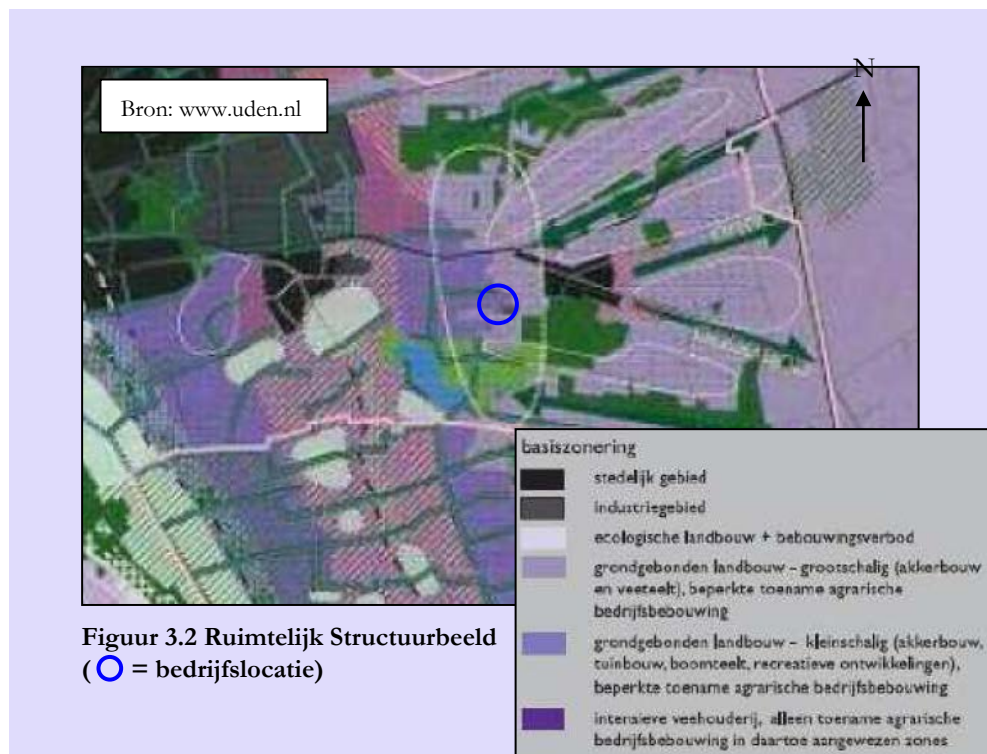 Bron: www.uden.nl
N
Figuur 3.2 Ruimtelijk Structuurbeeld
( = bedrijfslocatie)
basiszonering
stedelijk gebied
industriegebied
ecologische landbouw + bebouwingsverbod
grondgebonden landbouw – grootschalig (akkerbouw
en veeteelt), beperkte toename agrarische
bedrijfsbebouwing
grondgebonden landbouw – kleinschalig (akkerbouw,
tuinbouw, boomteelt, recreatieve ontwikkelingen),
beperkte toename agrarische bedrijfsbebouwing
intensieve veehouderij, alleen toename agrarische
bedrijfsbebouwing in daartoe aangewezen zones